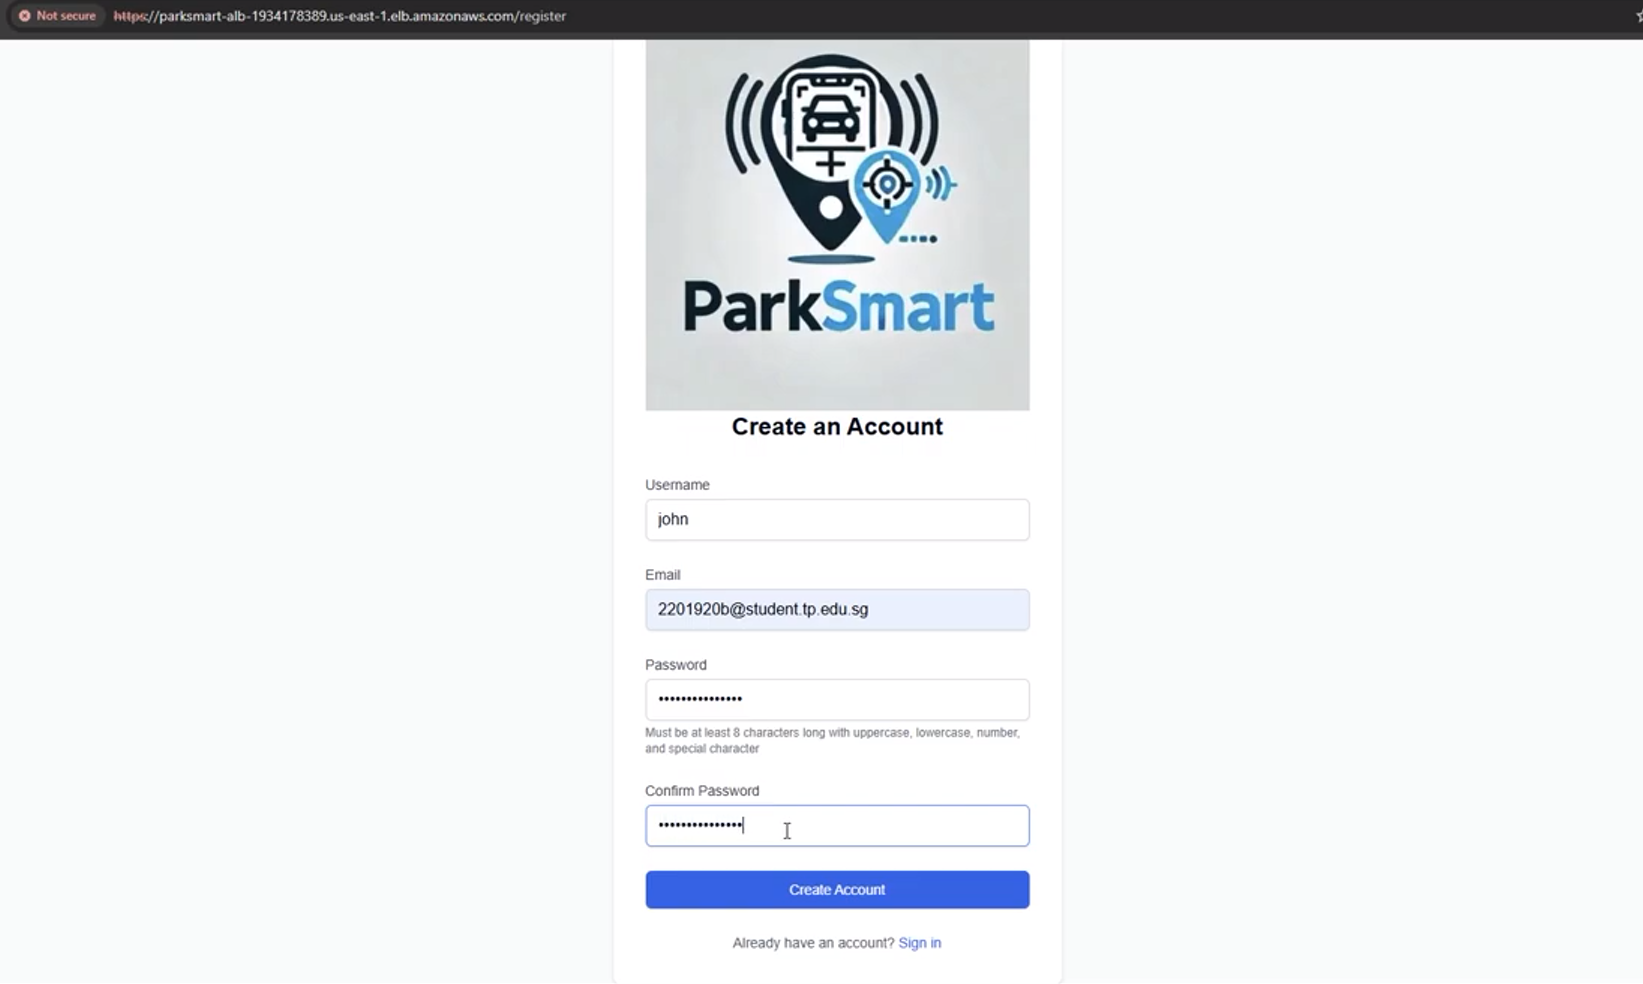 Not secure https://parksmart-alb-1934178389.us-east-1.elb.amazonaws.com/register
ParkSmart
Create an Account
Username
john
Email
2201920b@student.tp.edu.sg
Password
•••••••••••••••
Must be at least 8 characters long with uppercase, lowercase, number,
and special character
Confirm Password
•••••••••••••••
Create Account
Already have an account? Sign in